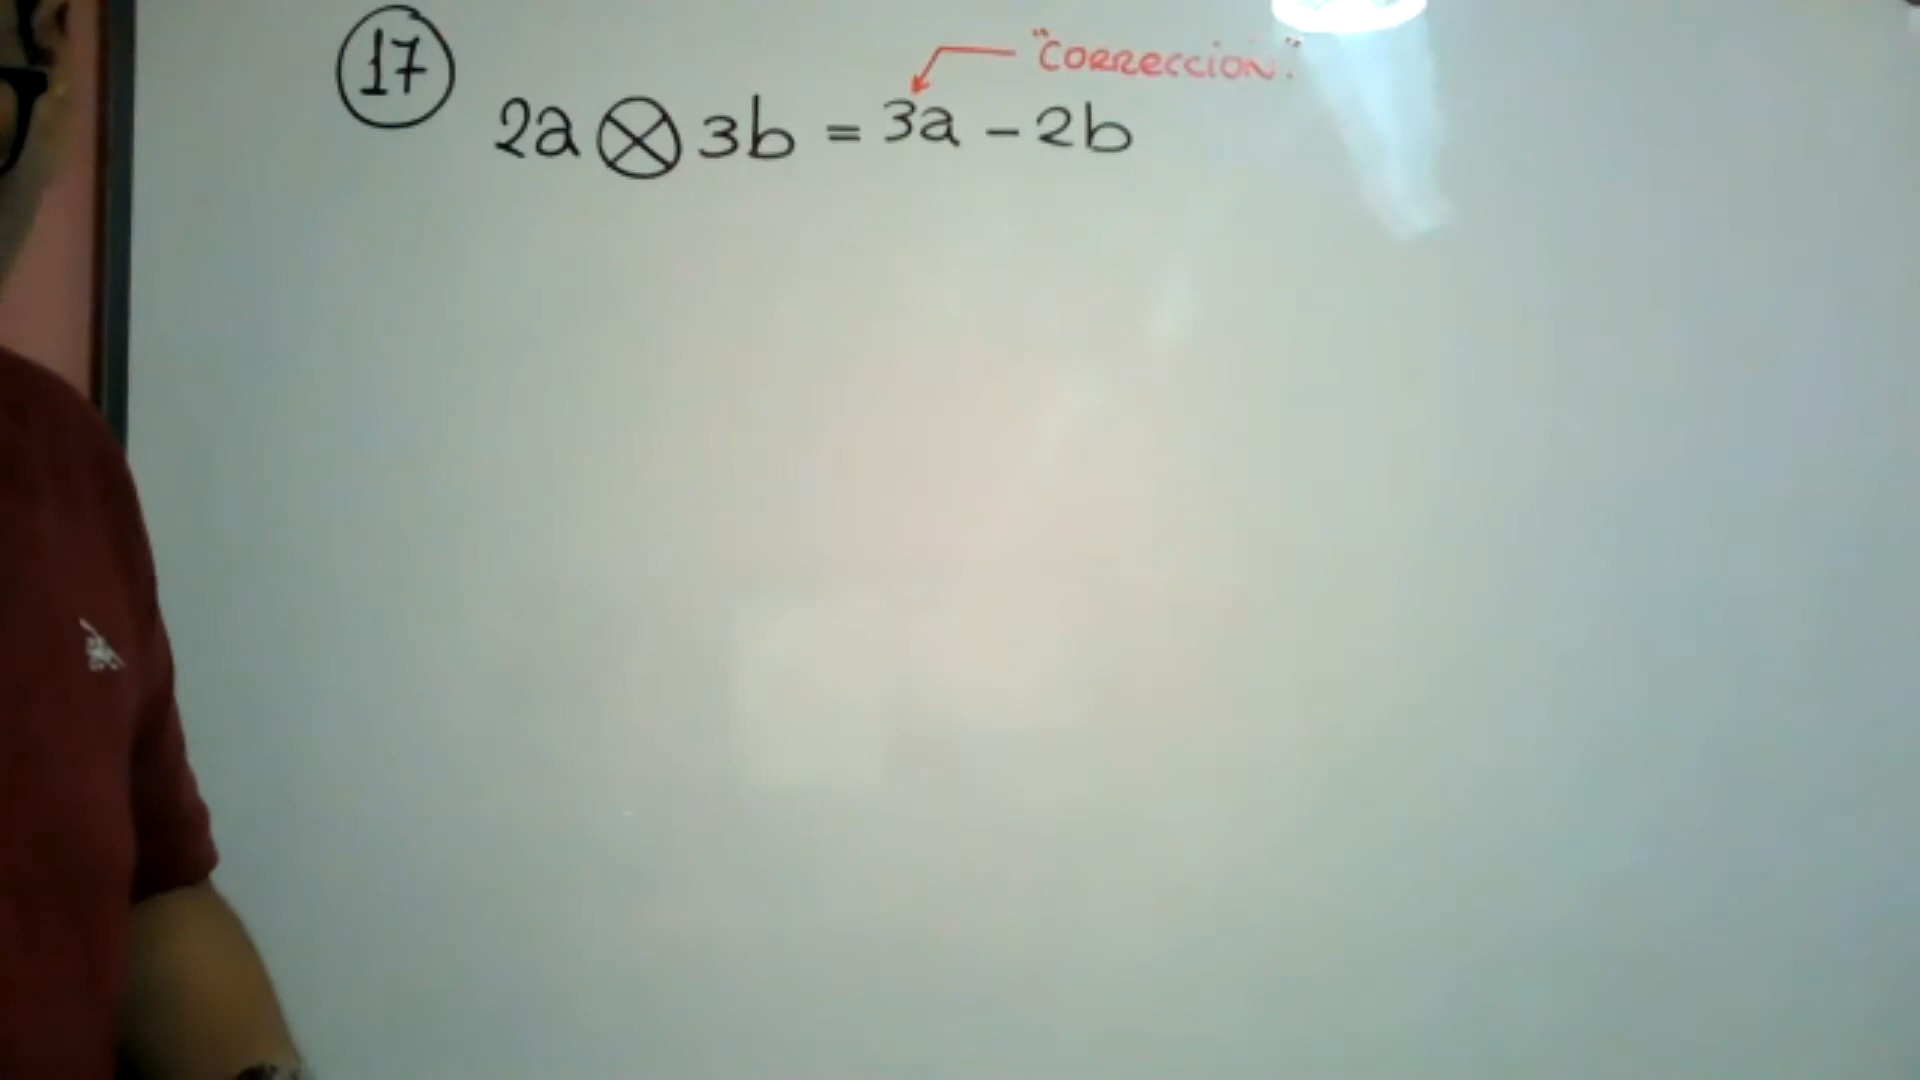 17
"Correccion."
2a ⊗ 3b = 3a - 2b